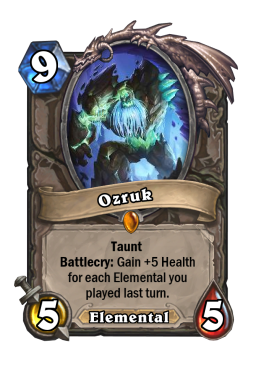 9
Ozruk
Taunt
Battlecry: Gain +5 Health
for each Elemental you
played last turn.
5 Elemental 5